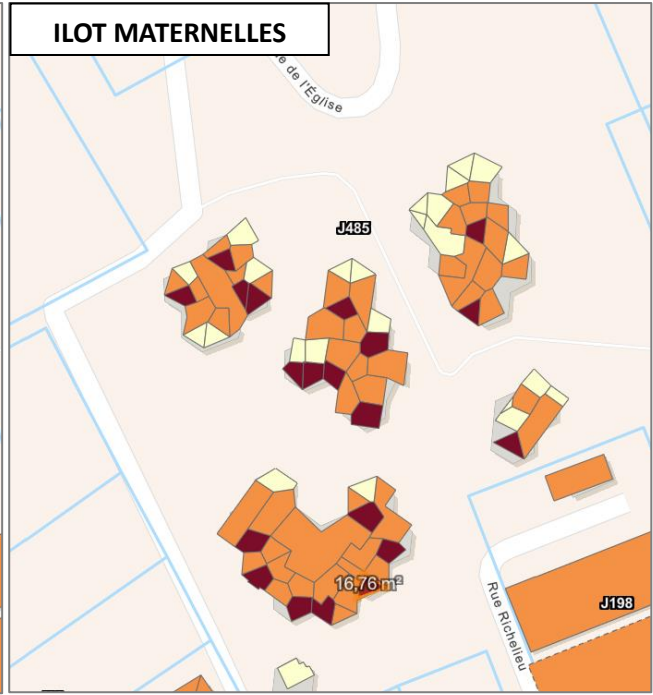 ILOT MATERNELLES
de l'Église
J485
16,76 m²
Rue Richelieu
J198